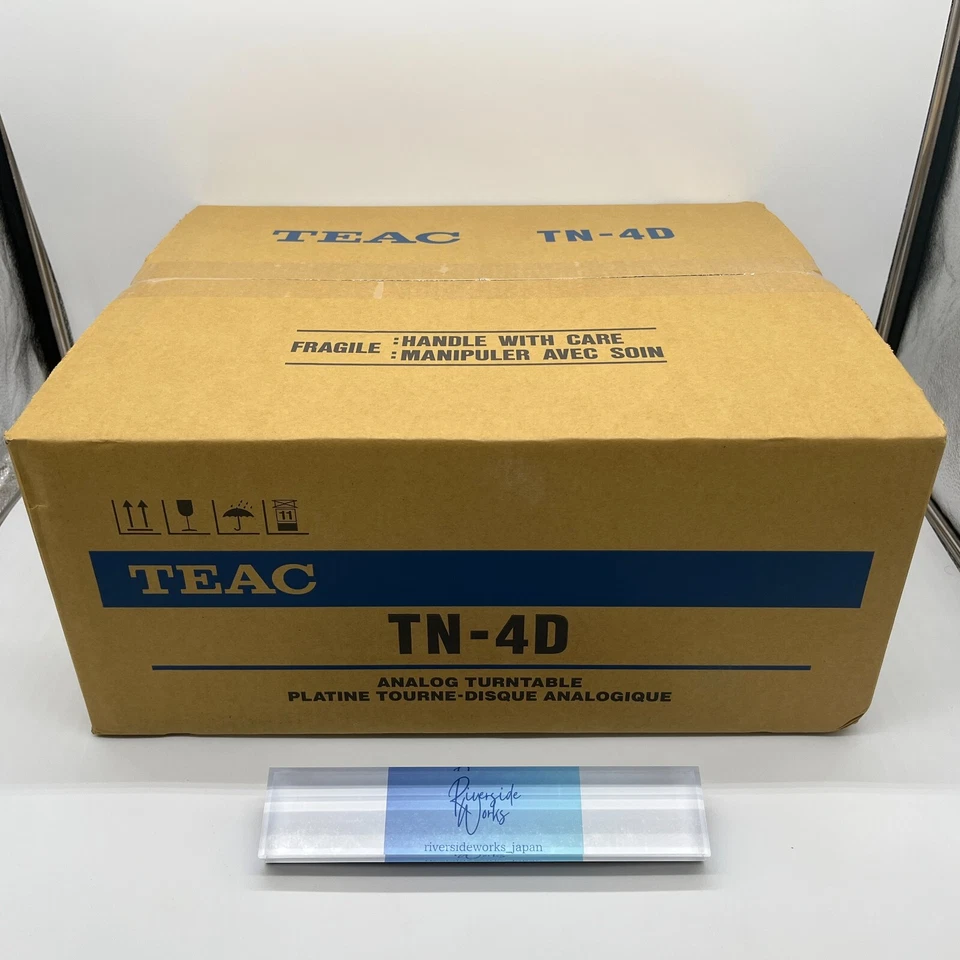 TEAC TN-4D
FRAGILE :HANDLE WITH CARE
:MANIPULER AVEC SOIN
11
TEAC
TN-4D
ANALOG TURNTABLE
PLATINE TOURNE-DISQUE ANALOGIQUE
Riverside
Works
riversideworks_japan